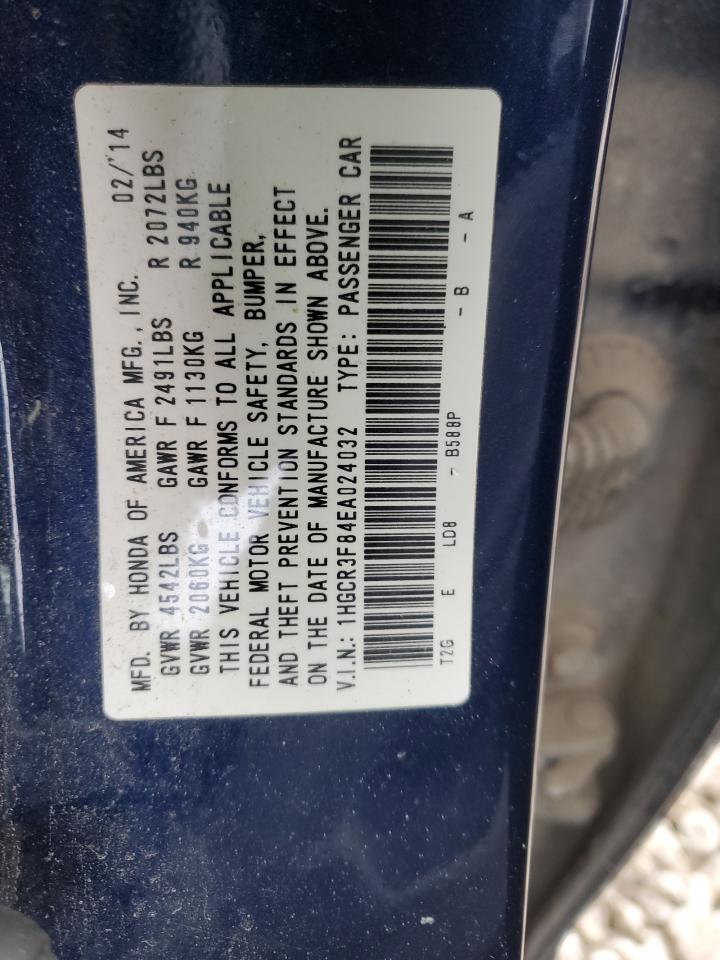 MFD. BY HONDA OF AMERICA MFG., INC. 02/'14
GVWR 4542LBS GAWR F 2491LBS R 2072LBS
GVWR 2060KG GAWR F 1130KG R 940KG
THIS VEHICLE CONFORMS TO ALL APPLICABLE
FEDERAL MOTOR VEHICLE SAFETY, BUMPER,
AND THEFT PREVENTION STANDARDS IN EFFECT
ON THE DATE OF MANUFACTURE SHOWN ABOVE.
V.I.N.: 1HGCR3F84EA024032 TYPE: PASSENGER CAR
T2G E LD8 - B588P - B - A